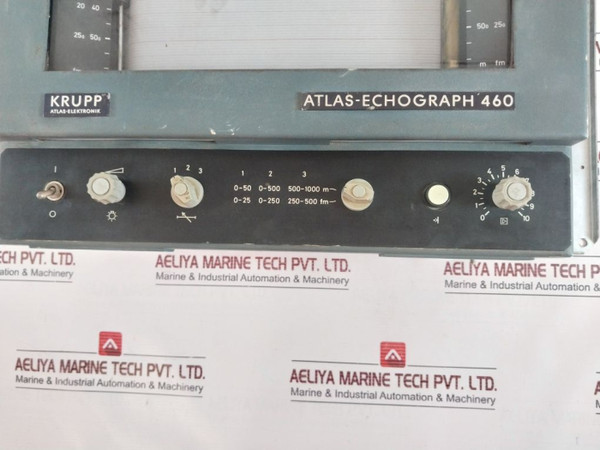 20 40
25 50
50 25
m fm
KRUPP
ATLAS-ELEKTRONIK
ATLAS-ECHOGRAPH 460
I
1 2 3
1 2 3
0-50 0-500 500-1000 m
0-25 0-250 250-500 fm
O
0 1 2 3 4 5 6 9 10
AELIYA MARINE TECH PVT. LTD.
Marine & Industrial Automation & Machinery
AELIYA MARINE TECH PVT. LTD.
Marine & Industrial Automation & Machinery
TECH PVT. LTD.
Automation & Machinery
AELIYA MARINE TECH PVT. LTD.
Marine & Industrial Automation & Machinery
AELIYA MARINE TECH PVT. LTD.
Marine & Industrial Automation & Machinery